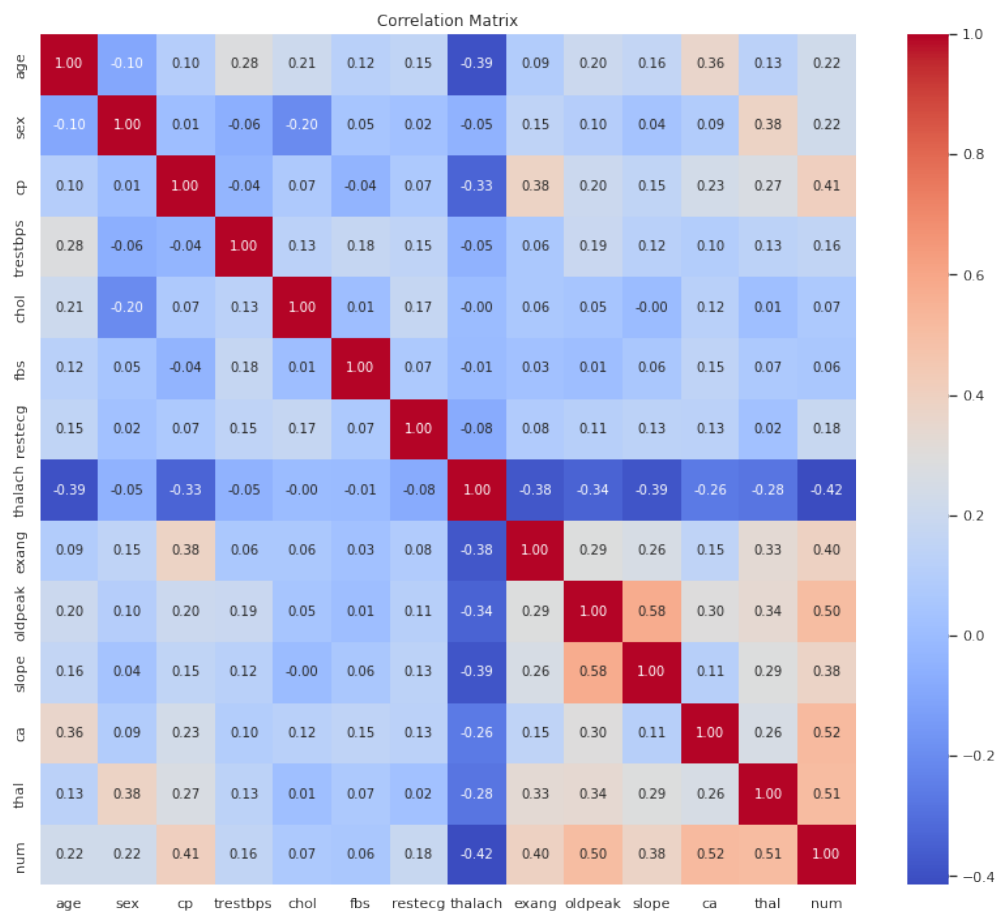 Correlation Matrix
age 1.00 -0.10 0.10 0.28 0.21 0.12 0.15 -0.39 0.09 0.20 0.16 0.36 0.13 0.22
sex -0.10 1.00 0.01 -0.06 -0.20 0.05 0.02 -0.05 0.15 0.10 0.04 0.09 0.38 0.22
cp 0.10 0.01 1.00 -0.04 0.07 -0.04 0.07 -0.33 0.38 0.20 0.15 0.23 0.27 0.41
trestbps 0.28 -0.06 -0.04 1.00 0.13 0.18 0.15 -0.05 0.06 0.19 0.12 0.10 0.13 0.16
chol 0.21 -0.20 0.07 0.13 1.00 0.01 0.17 -0.00 0.06 0.05 -0.00 0.12 0.01 0.07
fbs 0.12 0.05 -0.04 0.18 0.01 1.00 0.07 -0.01 0.03 0.01 0.06 0.15 0.07 0.06
restecg 0.15 0.02 0.07 0.15 0.17 0.07 1.00 -0.08 0.08 0.11 0.13 0.13 0.02 0.18
thalach -0.39 -0.05 -0.33 -0.05 -0.00 -0.01 -0.08 1.00 -0.38 -0.34 -0.39 -0.26 -0.28 -0.42
exang 0.09 0.15 0.38 0.06 0.06 0.03 0.08 -0.38 1.00 0.29 0.26 0.15 0.33 0.40
oldpeak 0.20 0.10 0.20 0.19 0.05 0.01 0.11 -0.34 0.29 1.00 0.58 0.30 0.34 0.50
slope 0.16 0.04 0.15 0.12 -0.00 0.06 0.13 -0.39 0.26 0.58 1.00 0.11 0.29 0.38
ca 0.36 0.09 0.23 0.10 0.12 0.15 0.13 -0.26 0.15 0.30 0.11 1.00 0.26 0.52
thal 0.13 0.38 0.27 0.13 0.01 0.07 0.02 -0.28 0.33 0.34 0.29 0.26 1.00 0.51
num 0.22 0.22 0.41 0.16 0.07 0.06 0.18 -0.42 0.40 0.50 0.38 0.52 0.51 1.00
age sex cp trestbps chol fbs restecg thalach exang oldpeak slope ca thal num
1.0
0.8
0.6
0.4
0.2
0.0
−0.2
−0.4